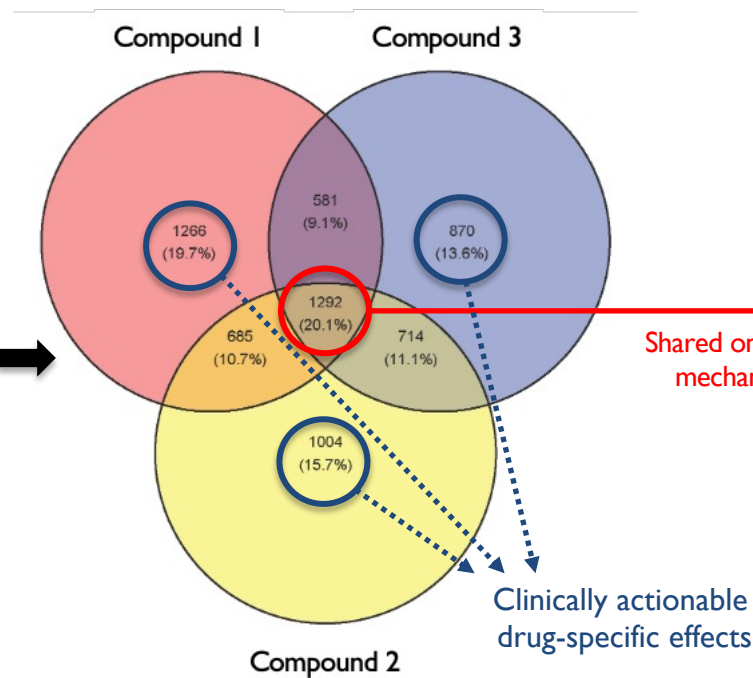 Compound 1
Compound 3
581
(9.1%)
1266
(19.7%)
870
(13.6%)
1292
(20.1%)
685
(10.7%)
714
(11.1%)
Shared
1004
(15.7%)
Clinically actionable
drug-specific effects
Compound 2